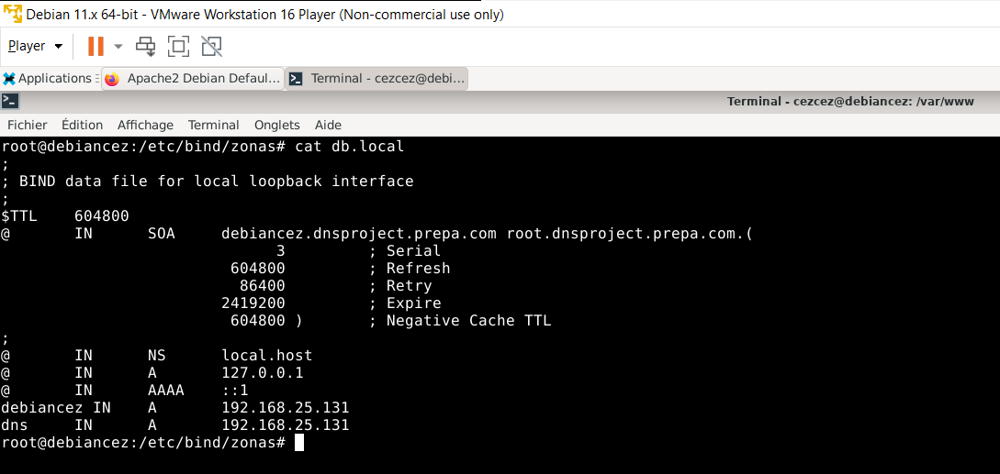 Debian 11.x 64-bit - VMware Workstation 16 Player (Non-commercial use only)
Player
Applications
Apache2 Debian Defaul...
Terminal - cezcez@debi...
Terminal - cezcez@debiancez: /var/www
Fichier Édition Affichage Terminal Onglets Aide
root@debiancez:/etc/bind/zonas# cat db.local
;
; BIND data file for local loopback interface
;
$TTL 604800
@ IN SOA debiancez.dnsproject.prepa.com root.dnsproject.prepa.com.(
3 ; Serial
604800 ; Refresh
86400 ; Retry
2419200 ; Expire
604800 ) ; Negative Cache TTL
;
@ IN NS local.host
@ IN A 127.0.0.1
@ IN AAAA ::1
debiancez IN A 192.168.25.131
dns IN A 192.168.25.131
root@debiancez:/etc/bind/zonas#